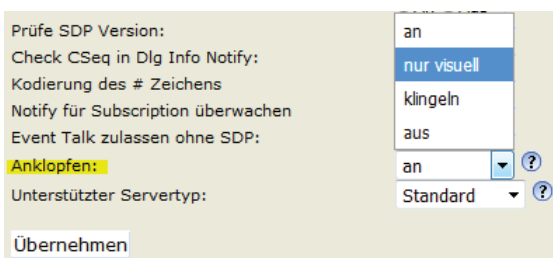 Prüfe SDP Version:
an
Check CSeq in Dlg Info Notify:
nur visuell
Kodierung des # Zeichens
klingeln
Notify für Subscription überwachen
aus
Event Talk zulassen ohne SDP:
Anklopfen:
an
?
Unterstützter Servertyp:
Standard
?
Übernehmen